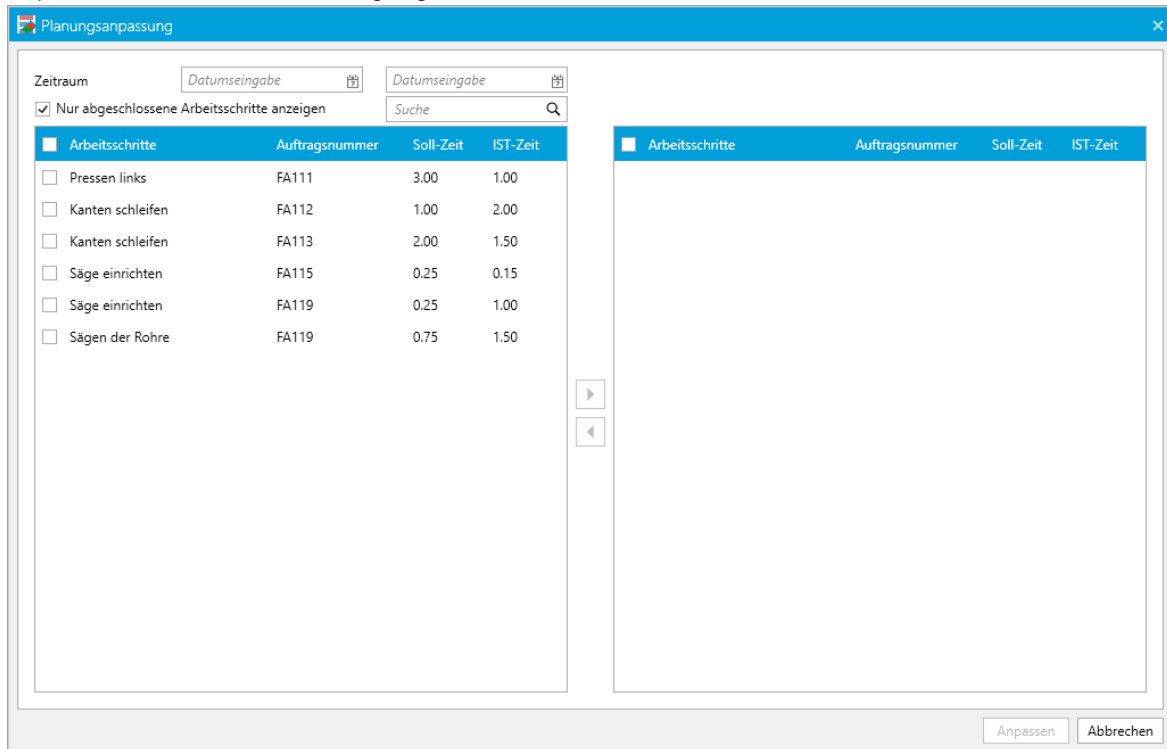 Planungsanpassung
Zeitraum Datumseingabe Datumseingabe
Nur abgeschlossene Arbeitsschritte anzeigen Suche
Arbeitsschritte Auftragsnummer Soll-Zeit IST-Zeit Arbeitsschritte Auftragsnummer Soll-Zeit IST-Zeit
Pressen links FA111 3.00 1.00
Kanten schleifen FA112 1.00 2.00
Kanten schleifen FA113 2.00 1.50
Säge einrichten FA115 0.25 0.15
Säge einrichten FA119 0.25 1.00
Sägen der Rohre FA119 0.75 1.50
Anpassen Abbrechen